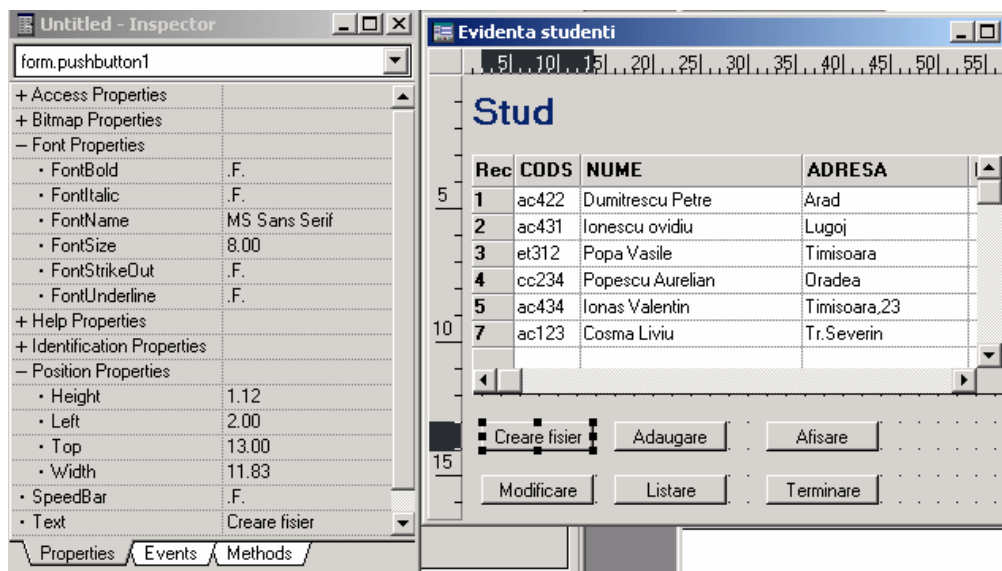 Untitled - Inspector
form.pushbutton1
+ Access Properties
+ Bitmap Properties
– Font Properties
• FontBold .F.
• FontItalic .F.
• FontName MS Sans Serif
• FontSize 8.00
• FontStrikeOut .F.
• FontUnderline .F.
+ Help Properties
+ Identification Properties
– Position Properties
• Height 1.12
• Left 2.00
• Top 13.00
• Width 11.83
• SpeedBar .F.
• Text Creare fisier
Properties Events Methods
Evidenta studenti
5 10 15 20 25 30 35 40 45 50 55
Stud
Rec CODS NUME ADRESA
5
1 ac422 Dumitrescu Petre Arad
2 ac431 Ionescu ovidiu Lugoj
3 et312 Popa Vasile Timisoara
4 cc234 Popescu Aurelian Oradea
5 ac434 Ionas Valentin Timisoara,23
10
7 ac123 Cosma Liviu Tr.Severin
Creare fisier Adaugare Afisare
15
Modificare Listare Terminare